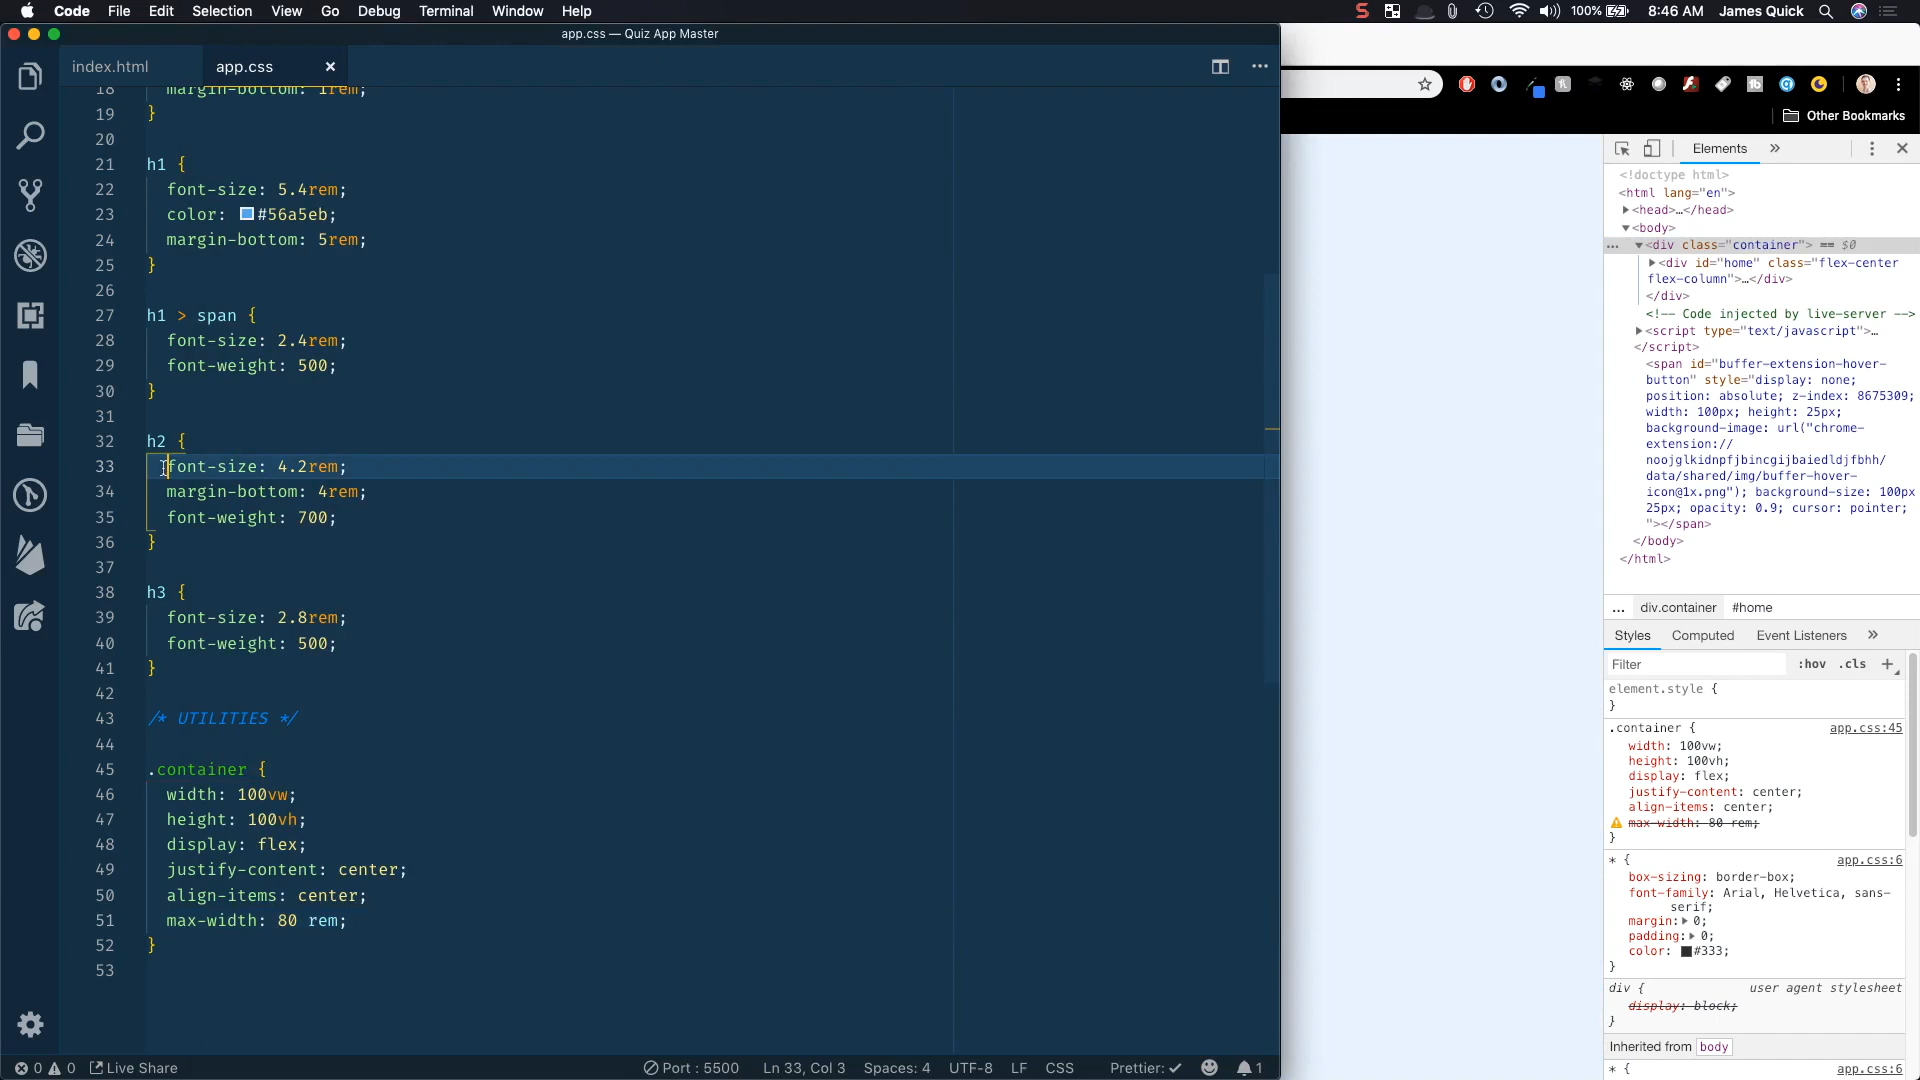 Code File Edit Selection View Go Debug Terminal Window Help 100% 8:46 AM James Quick
app.css — Quiz App Master
index.html app.css
18 margin-bottom: 1rem;
19 }
20
21 h1 {
22 font-size: 5.4rem;
23 color: #56a5eb;
24 margin-bottom: 5rem;
25 }
26
27 h1 > span {
28 font-size: 2.4rem;
29 font-weight: 500;
30 }
31
32 h2 {
33 font-size: 4.2rem;
34 margin-bottom: 4rem;
35 font-weight: 700;
36 }
37
38 h3 {
39 font-size: 2.8rem;
40 font-weight: 500;
41 }
42
43 /* UTILITIES */
44
45 .container {
46 width: 100vw;
47 height: 100vh;
48 display: flex;
49 justify-content: center;
50 align-items: center;
51 max-width: 80 rem;
52 }
53
0 0 Live Share Port : 5500 Ln 33, Col 3 Spaces: 4 UTF-8 LF CSS Prettier: ✓ 1
Other Bookmarks
Elements »
<!doctype html>
<html lang="en">
▶<head>…</head>
▼<body>
… ▼<div class="container"> == $0
▶<div id="home" class="flex-center
flex-column">…</div>
</div>
<!-- Code injected by live-server -->
▶<script type="text/javascript">…
</script>
<span id="buffer-extension-hover-
button" style="display: none;
position: absolute; z-index: 8675309;
width: 100px; height: 25px;
background-image: url("chrome-
extension://
noojglkidnpfjbincgijbaiedldjfbhh/
data/shared/img/buffer-hover-
icon@1x.png"); background-size: 100px
25px; opacity: 0.9; cursor: pointer;
"></span>
</body>
</html>
… div.container #home
Styles Computed Event Listeners »
Filter :hov .cls +
element.style {
}
.container { app.css:45
width: 100vw;
height: 100vh;
display: flex;
justify-content: center;
align-items: center;
max-width: 80 rem;
}
* { app.css:6
box-sizing: border-box;
font-family: Arial, Helvetica, sans-
serif;
margin:▶ 0;
padding:▶ 0;
color: #333;
}
div { user agent stylesheet
display: block;
}
Inherited from body
* { app.css:6